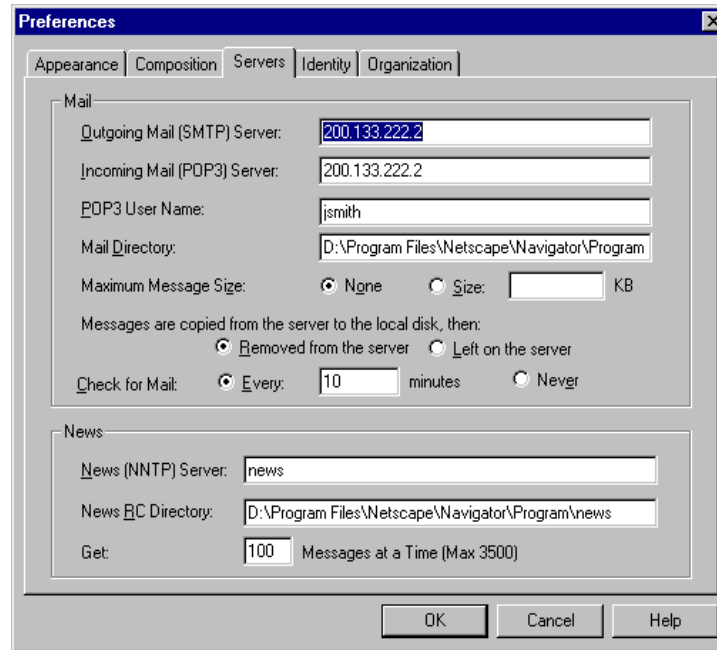 Preferences
Appearance Composition Servers Identity Organization
Mail
Outgoing Mail (SMTP) Server: 200.133.222.2
Incoming Mail (POP3) Server: 200.133.222.2
POP3 User Name: jsmith
Mail Directory: D:\Program Files\Netscape\Navigator\Program
Maximum Message Size: None Size: KB
Messages are copied from the server to the local disk, then:
Removed from the server Left on the server
Check for Mail: Every: 10 minutes Never
News
News (NNTP) Server: news
News RC Directory: D:\Program Files\Netscape\Navigator\Program\news
Get: 100 Messages at a Time (Max 3500)
OK Cancel Help